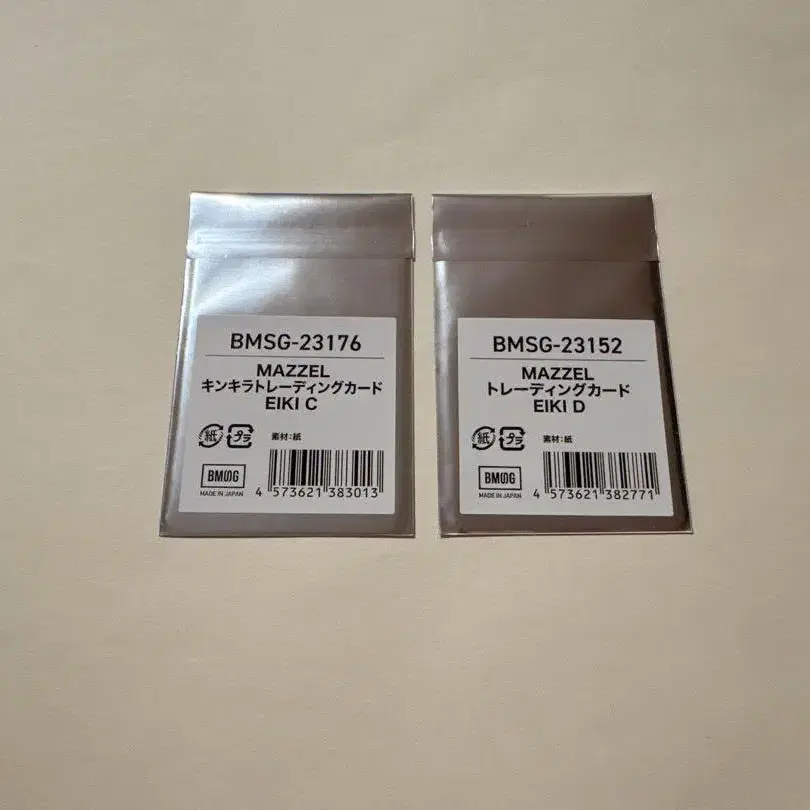 BMSG-23176
MAZZEL
キンキラトレーディングカード
EIKI C
紙
プラ
素材:紙
BMSG
MADE IN JAPAN
4 573621 383013
BMSG-23152
MAZZEL
トレーディングカード
EIKI D
紙
プラ
素材:紙
BMSG
MADE IN JAPAN
4 573621 382771